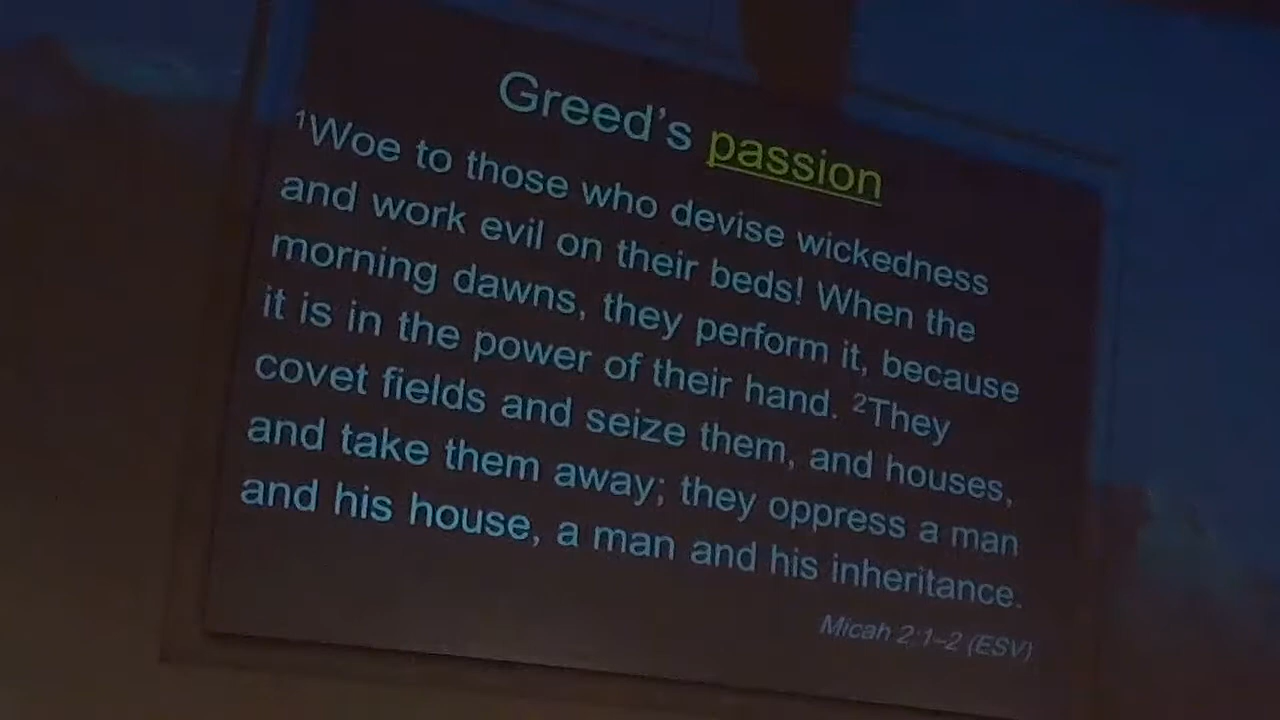 Greed's passion
¹Woe to those who devise wickedness
and work evil on their beds! When the
morning dawns, they perform it, because
it is in the power of their hand. ²They
covet fields and seize them, and houses,
and take them away; they oppress a man
and his house, a man and his inheritance.
Micah 2:1–2 (ESV)